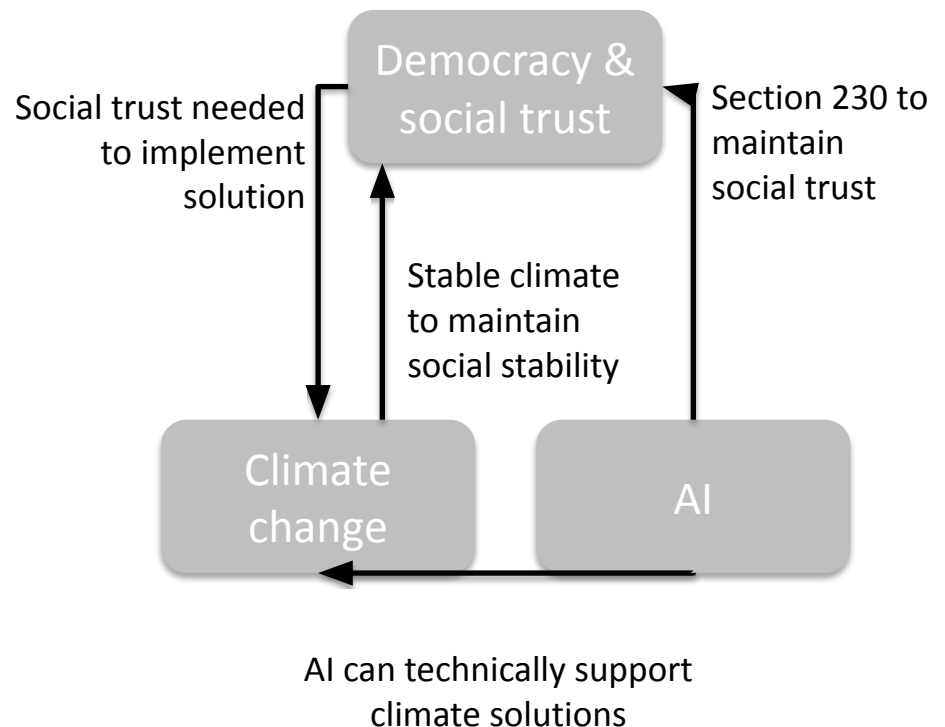 Democracy &
social trust
Social trust needed
to implement
solution
Section 230 to
maintain
social trust
Stable climate
to maintain
social stability
Climate
change
AI
AI can technically support
climate solutions